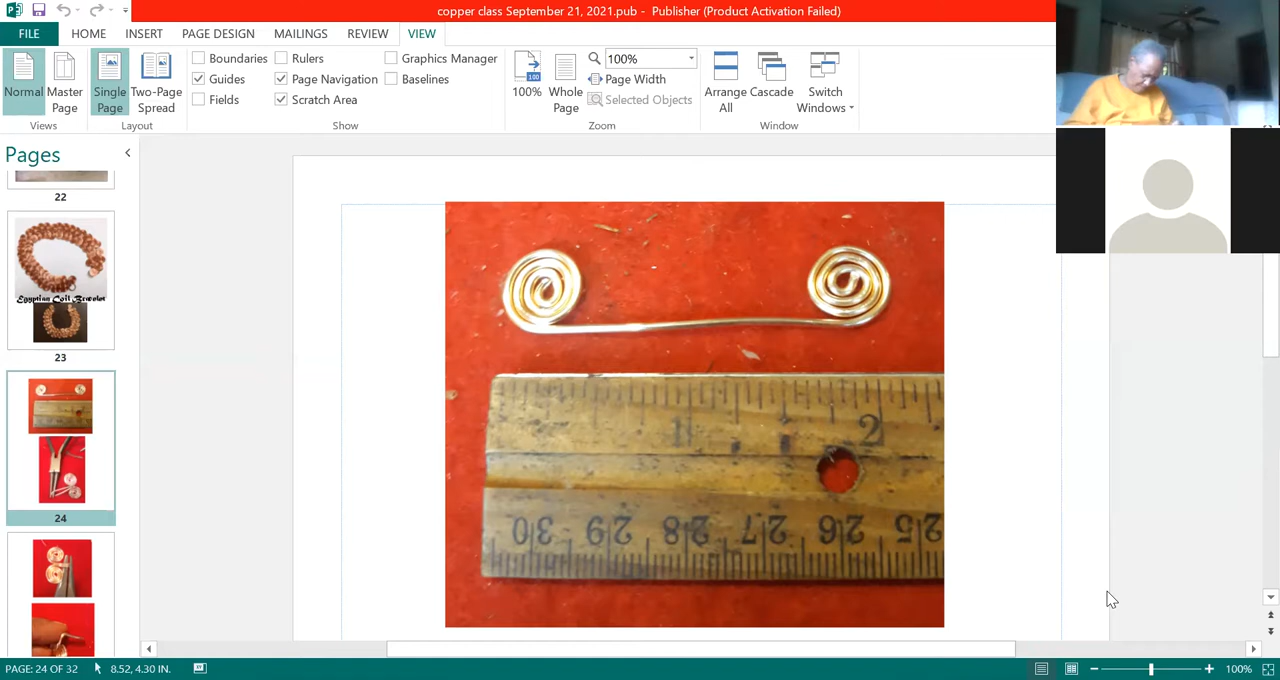 copper class September 21, 2021.pub - Publisher (Product Activation Failed)
FILE HOME INSERT PAGE DESIGN MAILINGS REVIEW VIEW
Normal Master Page Single Page Two-Page Spread
Boundaries Rulers Graphics Manager
Guides Page Navigation Baselines
Fields Scratch Area
100% Whole Page 100% Page Width Selected Objects
Arrange All Cascade Switch Windows
Views Layout Show Zoom Window
Pages
22
Egyptian Coil Bracelet
23
24
1 2
30 29 28 27 26 25
PAGE: 24 OF 32 8.52, 4.30 IN. 100%